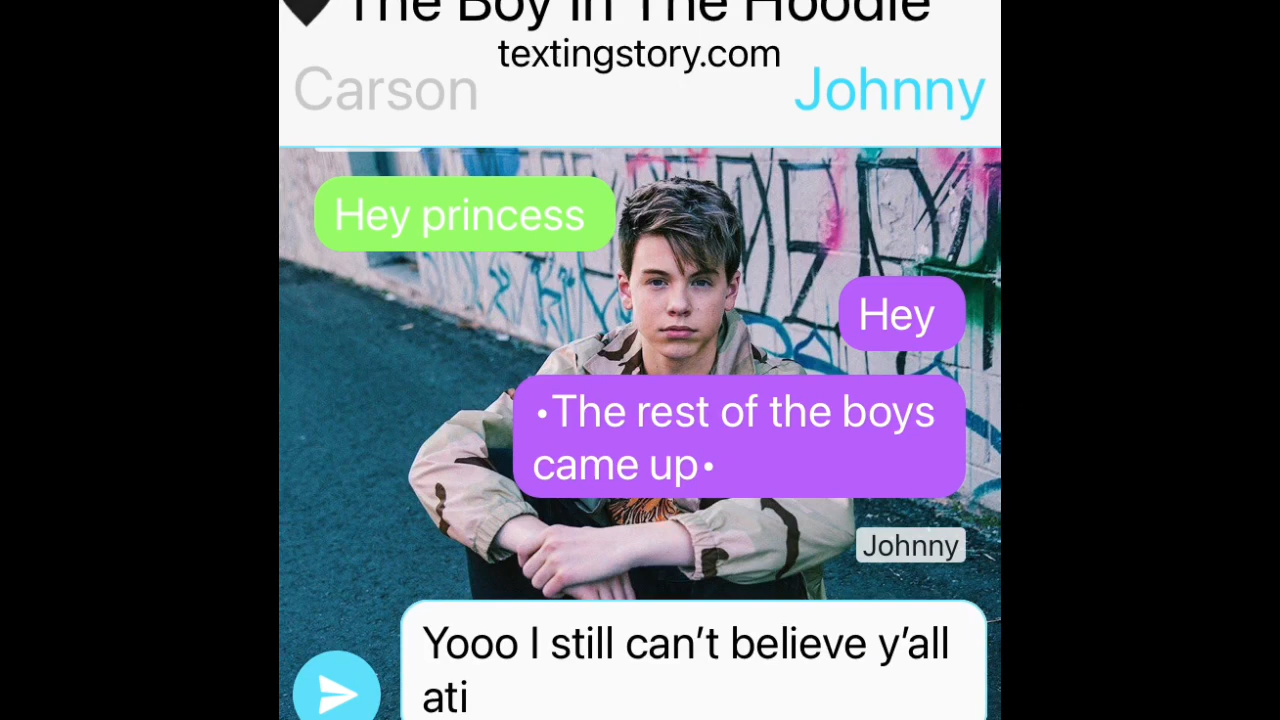 The Boy In The Hoodie
textingstory.com
Carson
Johnny
Hey princess
Hey
•The rest of the boys
came up•
Johnny
Yooo I still can’t believe y’all
ati